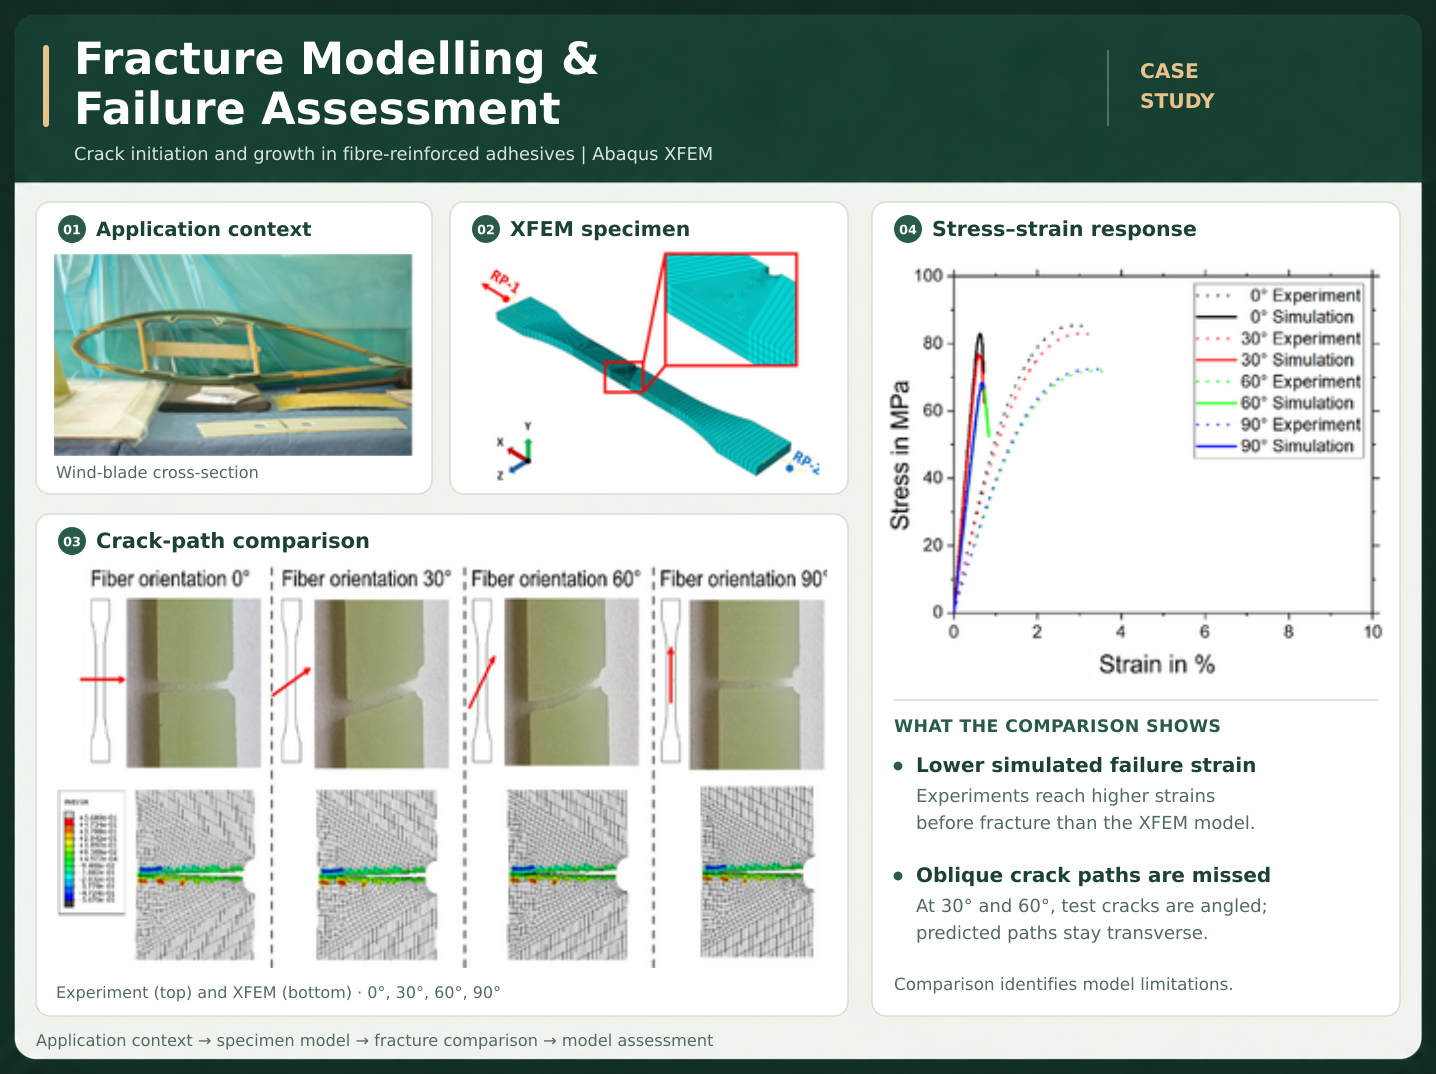 Fracture Modelling &
Failure Assessment
Crack initiation and growth in fibre-reinforced adhesives | Abaqus XFEM
CASE
STUDY
01 Application context
Wind-blade cross-section
02 XFEM specimen
RP-1
Y
X
Z
03 Crack-path comparison
Fiber orientation 0°
Fiber orientation 30°
Fiber orientation 60°
Fiber orientation 90°
Experiment (top) and XFEM (bottom) · 0°, 30°, 60°, 90°
04 Stress–strain response
Stress in MPa
100
80
60
40
20
0
0 2 4 6 8 10
Strain in %
0° Experiment
0° Simulation
30° Experiment
30° Simulation
60° Experiment
60° Simulation
90° Experiment
90° Simulation
WHAT THE COMPARISON SHOWS
• Lower simulated failure strain
Experiments reach higher strains
before fracture than the XFEM model.
• Oblique crack paths are missed
At 30° and 60°, test cracks are angled;
predicted paths stay transverse.
Comparison identifies model limitations.
Application context → specimen model → fracture comparison → model assessment